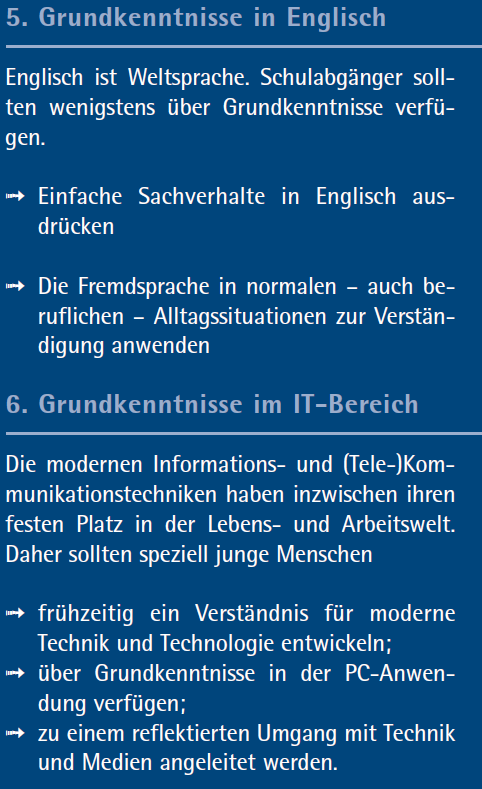 5. Grundkenntnisse in Englisch
Englisch ist Weltsprache. Schulabgänger soll-
ten wenigstens über Grundkenntnisse verfü-
gen.
➟ Einfache Sachverhalte in Englisch aus-
drücken
➟ Die Fremdsprache in normalen – auch be-
ruflichen – Alltagssituationen zur Verstän-
digung anwenden
6. Grundkenntnisse im IT-Bereich
Die modernen Informations- und (Tele-)Kom-
munikationstechniken haben inzwischen ihren
festen Platz in der Lebens- und Arbeitswelt.
Daher sollten speziell junge Menschen
➟ frühzeitig ein Verständnis für moderne
Technik und Technologie entwickeln;
➟ über Grundkenntnisse in der PC-Anwen-
dung verfügen;
➟ zu einem reflektierten Umgang mit Technik
und Medien angeleitet werden.